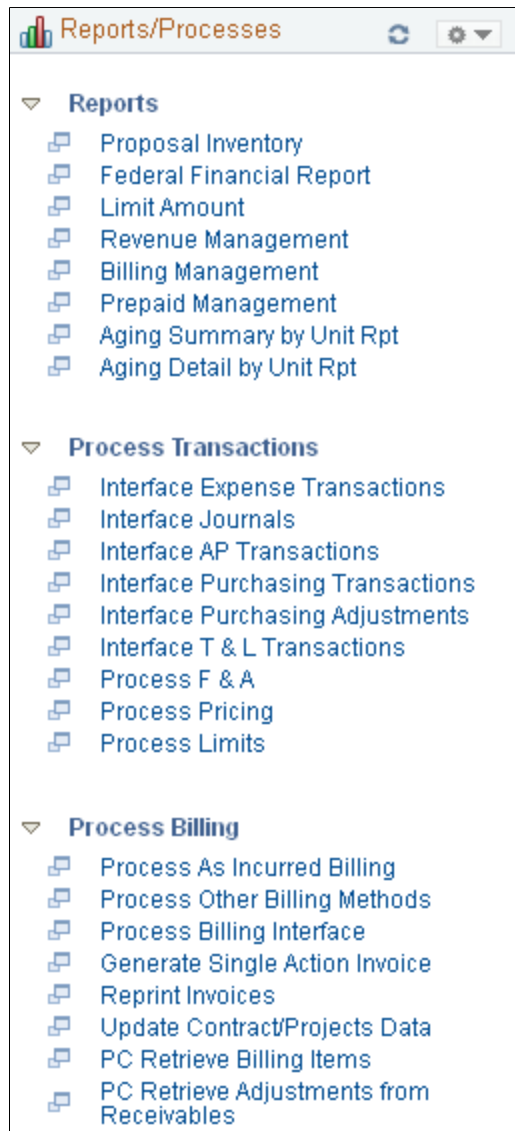 Reports/Processes
Reports
Proposal Inventory
Federal Financial Report
Limit Amount
Revenue Management
Billing Management
Prepaid Management
Aging Summary by Unit Rpt
Aging Detail by Unit Rpt
Process Transactions
Interface Expense Transactions
Interface Journals
Interface AP Transactions
Interface Purchasing Transactions
Interface Purchasing Adjustments
Interface T & L Transactions
Process F & A
Process Pricing
Process Limits
Process Billing
Process As Incurred Billing
Process Other Billing Methods
Process Billing Interface
Generate Single Action Invoice
Reprint Invoices
Update Contract/Projects Data
PC Retrieve Billing Items
PC Retrieve Adjustments from
Receivables